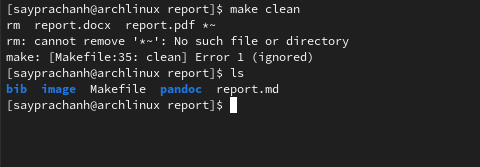 [sayprachanh@archlinux report]$ make clean
rm  report.docx  report.pdf *~
rm: cannot remove '*~': No such file or directory
make: [Makefile:35: clean] Error 1 (ignored)
[sayprachanh@archlinux report]$ ls
bib  image  Makefile  pandoc  report.md
[sayprachanh@archlinux report]$